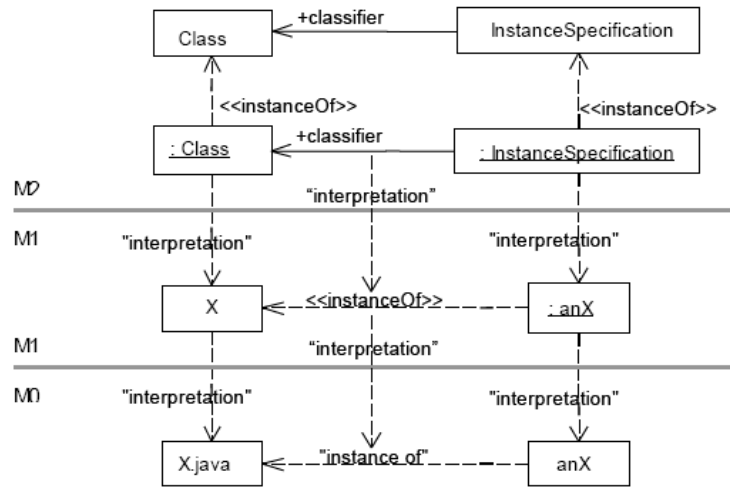 +classifier
Class
InstanceSpecification
<<instanceOf>>
<<instanceOf>>
+classifier
: Class
: InstanceSpecification
M2
"interpretation"
M1
"interpretation"
"interpretation"
X
<<instanceOf>>
: anX
M1
"interpretation"
M0
"interpretation"
"interpretation"
X.java
"instance of"
anX